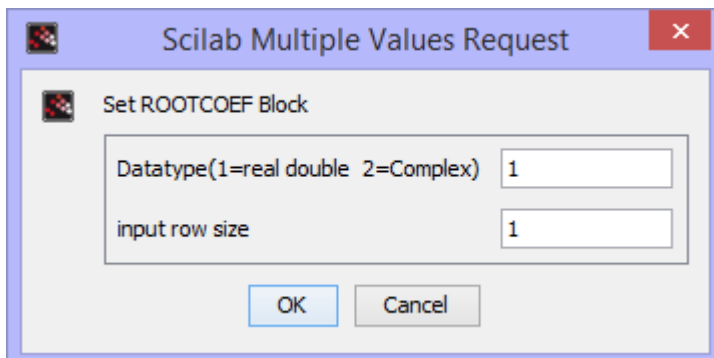 Scilab Multiple Values Request
Set ROOTCOEF Block
Datatype(1=real double  2=Complex) 1
input row size 1
OK Cancel